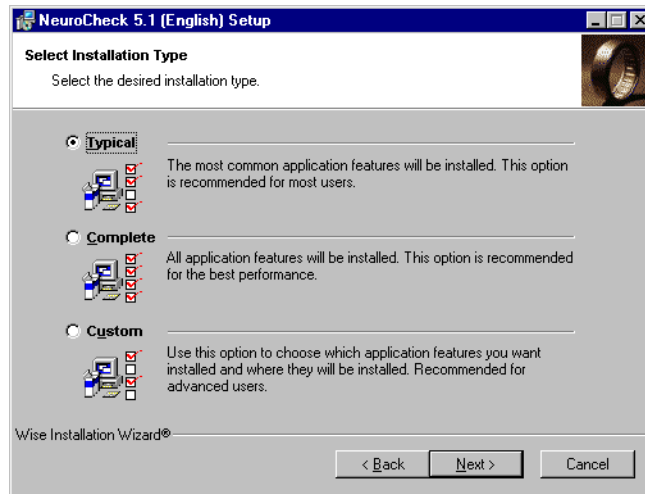 NeuroCheck 5.1 (English) Setup
Select Installation Type
Select the desired installation type.
Typical
The most common application features will be installed. This option
is recommended for most users.
Complete
All application features will be installed. This option is recommended
for the best performance.
Custom
Use this option to choose which application features you want
installed and where they will be installed. Recommended for
advanced users.
Wise Installation Wizard®
< Back Next > Cancel